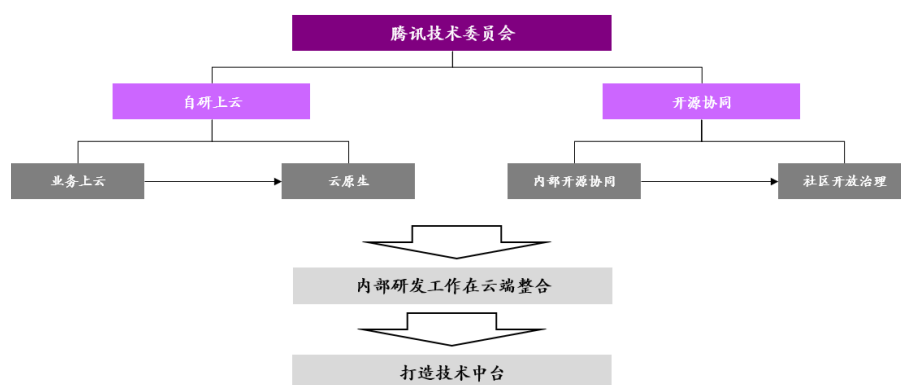 腾讯技术委员会
自研上云
开源协同
业务上云
云原生
内部开源协同
社区开放治理
内部研发工作在云端整合
打造技术中台